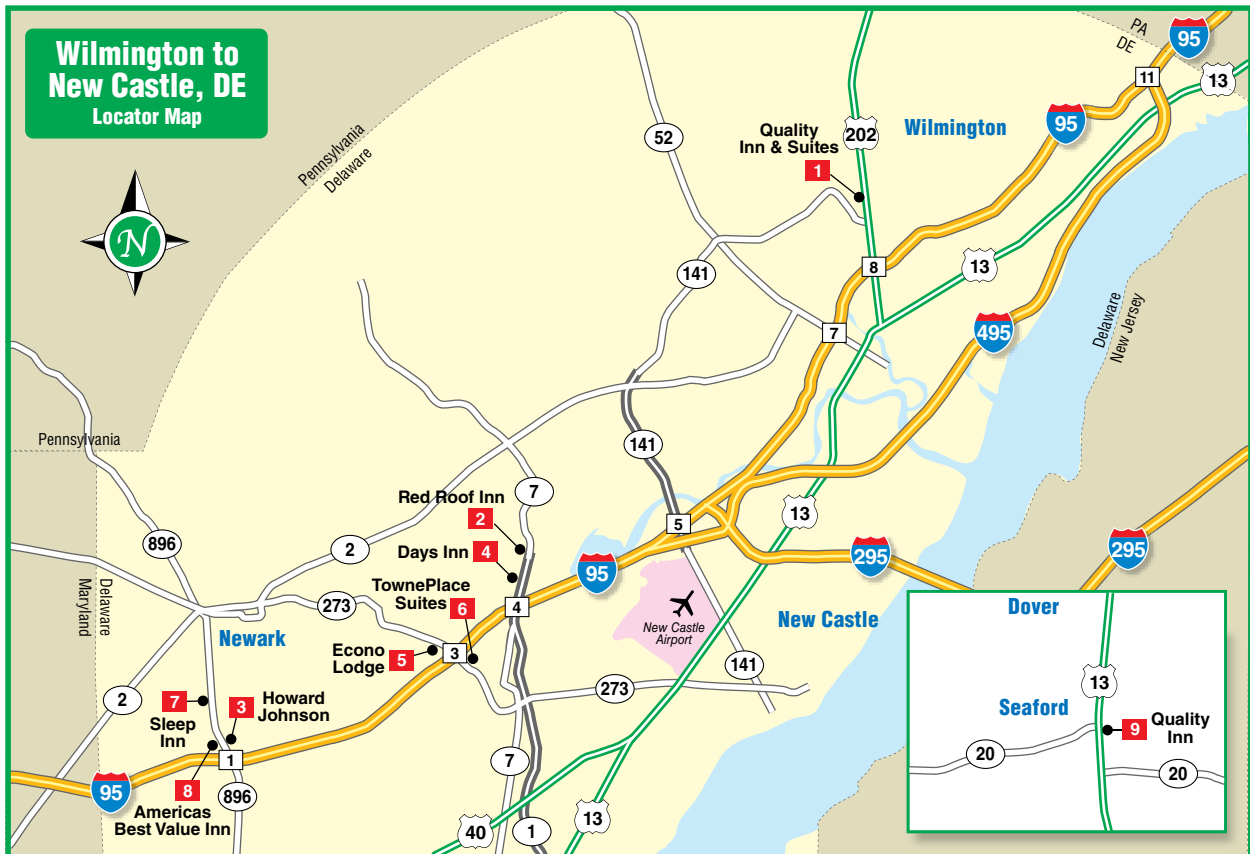 Wilmington to
New Castle, DE
Locator Map
Pennsylvania
Delaware
N
PA
DE
95
11
13
95
52
202
Wilmington
Quality
Inn & Suites
1
141
8
13
7
495
Delaware
New Jersey
Pennsylvania
141
Red Roof Inn
2
7
13
5
896
2
Days Inn
4
95
295
295
TownePlace
Suites
6
4
New Castle
Airport
New Castle
Maryland
Delaware
273
Newark
Econo
Lodge
5
3
141
273
2
7
Sleep
Inn
3
Howard
Johnson
1
95
8
Americas
Best Value Inn
896
7
40
13
1
Dover
13
Seaford
9
Quality
Inn
20
20